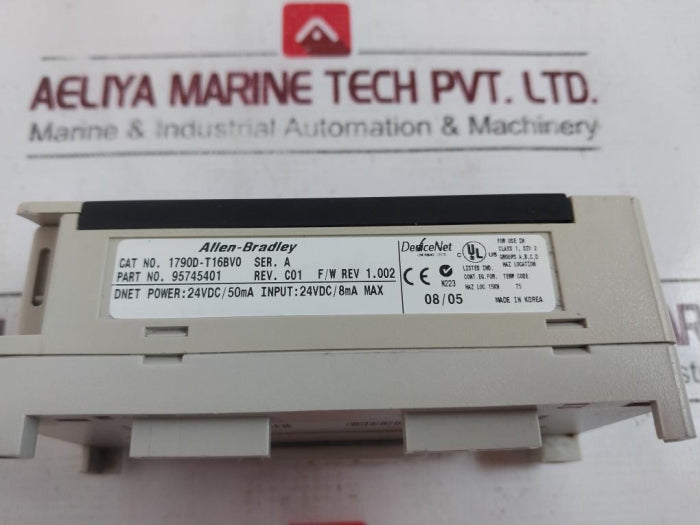 AELIYA MARINE TECH PVT. LTD.
Marine & Industrial Automation & Machinery
Allen-Bradley
CAT NO. 1790D-T16BV0 SER. A
PART NO. 95745401 REV. C01 F/W REV 1.002
DNET POWER:24VDC/50mA INPUT:24VDC/8mA MAX
DeviceNet
N223
08/05
C UL US
LISTED IND.
CONT.EQ.FOR.
HAZ LOC 15KW
FOR USE IN
CLASS 1, DIV 2
GROUPS A,B,C,D
HAZ LOCATION
TEMP CODE
T5
MADE IN KOREA